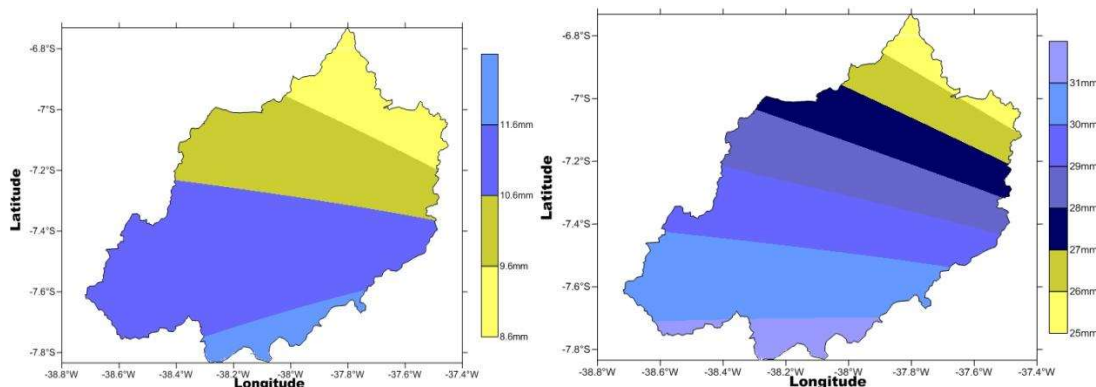 -6.8°S
-7°S
-7.2°S
-7.4°S
-7.6°S
-7.8°S
Latitude
-38.8°W
-38.6°W
-38.4°W
-38.2°W
-38°W
-37.8°W
-37.6°W
-37.4°W
Longitude
11.6mm
10.6mm
9.6mm
8.6mm
-6.8°S
-7°S
-7.2°S
-7.4°S
-7.6°S
-7.8°S
Latitude
-38.8°W
-38.6°W
-38.4°W
-38.2°W
-38°W
-37.8°W
-37.6°W
-37.4°W
Longitude
31mm
30mm
29mm
28mm
27mm
26mm
25mm